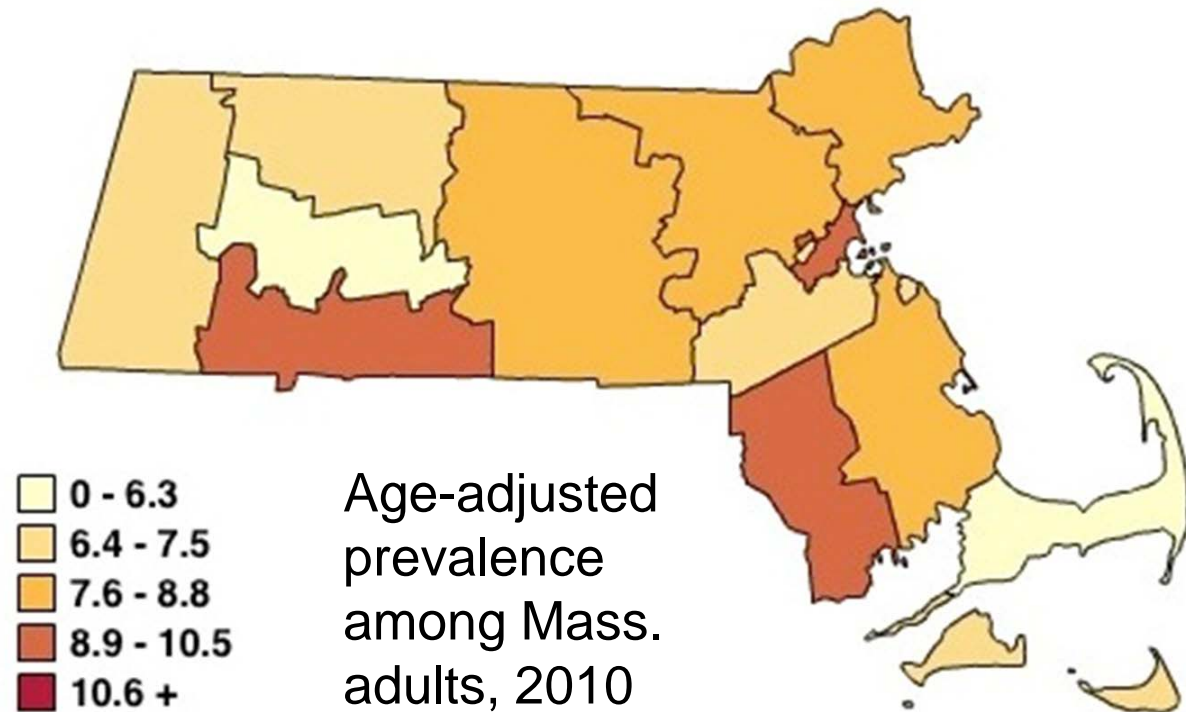 0 - 6.3
6.4 - 7.5
7.6 - 8.8
8.9 - 10.5
10.6 +
Age-adjusted
prevalence
among Mass.
adults, 2010